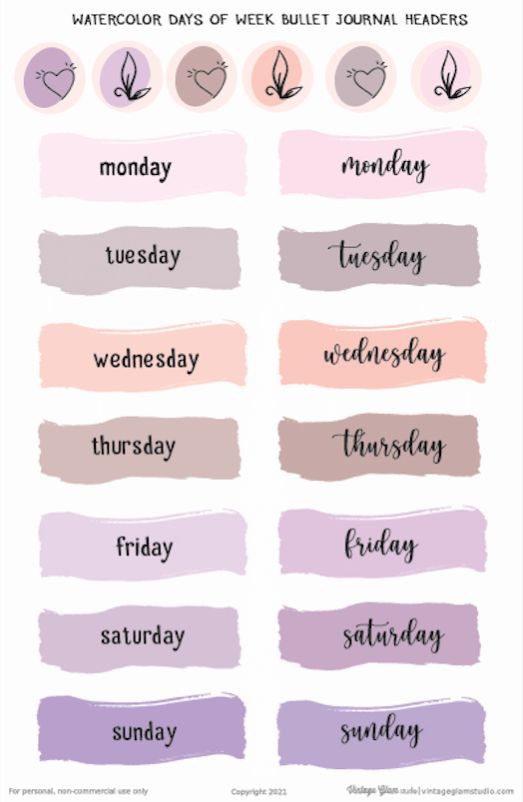 WATERCOLOR DAYS OF WEEK BULLET JOURNAL HEADERS
monday monday
tuesday tuesday
wednesday wednesday
thursday thursday
friday friday
saturday saturday
sunday sunday
For personal, non-commercial use only Copyright 2021 Vintage Glam | vintageglamstudio.com